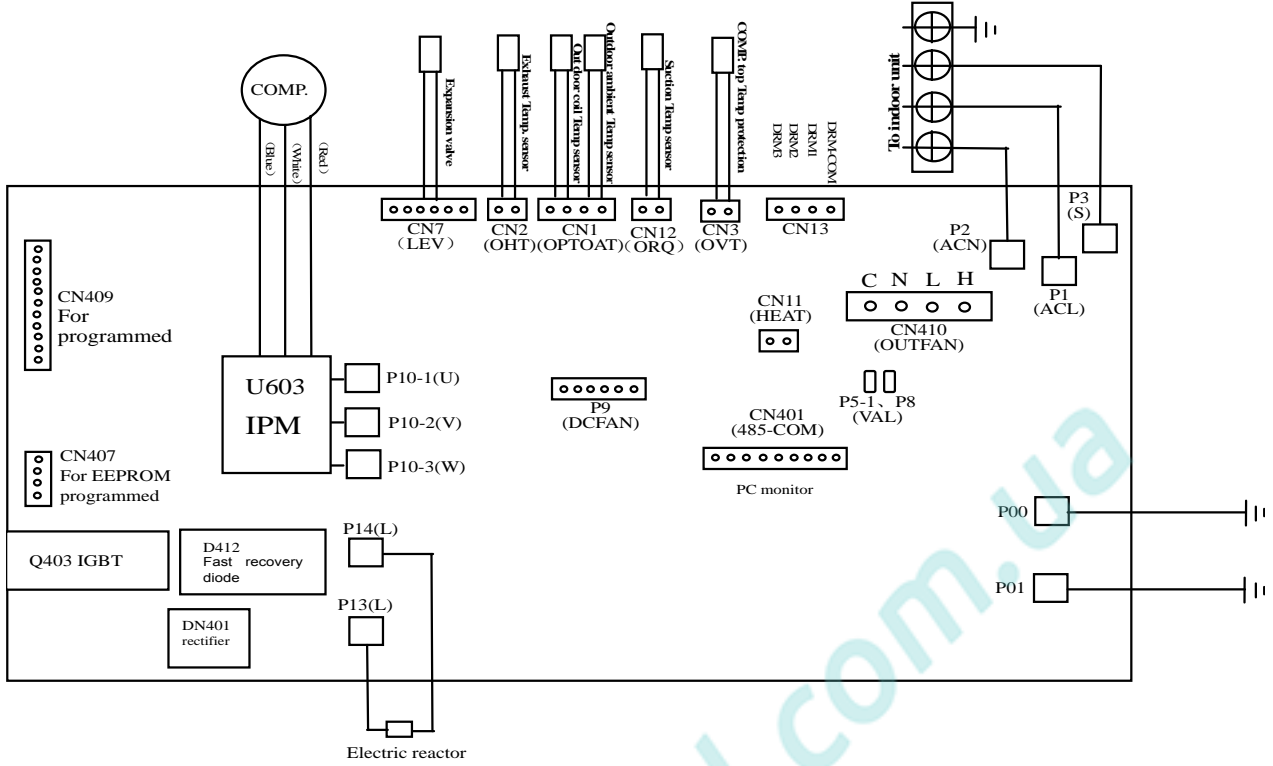 COMP.
(Blue)
(White)
(Red)
Expansion valve
Exhaust Temp. sensor
Out door coil Temp sensor
Outdoor ambient Temp sensor
Suction Temp sensor
COMP. top Temp protection
DRM3
DRM2
DRM1
DRM-COM
To indoor unit
CN7
(LEV)
CN2
(OHT)
CN1
(OPTOAT)
CN12
(ORQ)
CN3
(OVT)
CN13
P3
(S)
P2
(ACN)
P1
(ACL)
CN409
For
programmed
C N L H
CN410
(OUTFAN)
CN11
(HEAT)
U603
IPM
P10-1(U)
P10-2(V)
P10-3(W)
P9
(DCFAN)
P5-1、P8
(VAL)
CN401
(485-COM)
PC monitor
CN407
For EEPROM
programmed
P00
P01
Q403 IGBT
D412
Fast recovery
diode
P14(L)
P13(L)
DN401
rectifier
Electric reactor
.com.ua